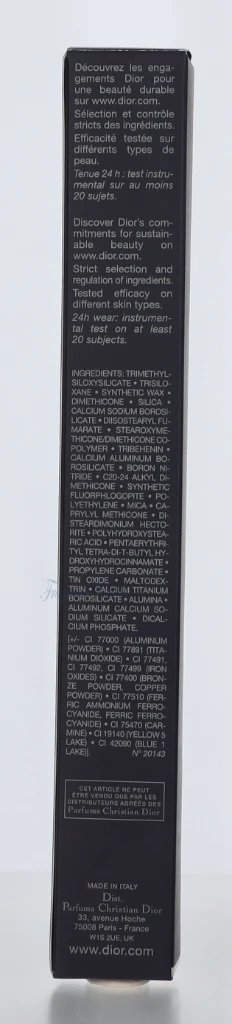 Découvrez les enga-
gements Dior pour
une beauté durable
sur www.dior.com.
Sélection et contrôle
stricts des ingrédients.
Efficacité testée sur
différents types de
peau.
Tenue 24 h : test instru-
mental sur au moins
20 sujets.
Discover Dior's com-
mitments for sustain-
able beauty on
www.dior.com.
Strict selection and
regulation of ingredients.
Tested efficacy on
different skin types.
24h wear: instrumen-
tal test on at least
20 subjects.
INGREDIENTS: TRIMETHYL-
SILOXYSILICATE • TRISILO-
XANE • SYNTHETIC WAX •
DIMETHICONE • SILICA •
CALCIUM SODIUM BOROSI-
LICATE • DIISOSTEARYL FU-
MARATE • STEAROXYME-
THICONE/DIMETHICONE CO-
POLYMER • TRIBEHENIN •
CALCIUM ALUMINUM BO-
ROSILICATE • BORON NI-
TRIDE • C20-24 ALKYL DI-
METHICONE • SYNTHETIC
FLUORPHLOGOPITE • PO-
LYETHYLENE • MICA • CA-
PRYLYL METHICONE • DI-
STEARDIMONIUM HECTO-
RITE • POLYHYDROXYSTEA-
RIC ACID • PENTAERYTHRI-
TYL TETRA-DI-T-BUTYL HY-
DROXYHYDROCINNAMATE •
PROPYLENE CARBONATE •
TIN OXIDE • MALTODEX-
TRIN • CALCIUM TITANIUM
BOROSILICATE • ALUMINA •
ALUMINUM CALCIUM SO-
DIUM SILICATE • DICAL-
CIUM PHOSPHATE.
[+/- CI 77000 (ALUMINUM
POWDER) • CI 77891 (TITA-
NIUM DIOXIDE) • CI 77491,
CI 77492, CI 77499 (IRON
OXIDES) • CI 77400 (BRON-
ZE POWDER, COPPER
POWDER) • CI 77510 (FER-
RIC AMMONIUM FERRO-
CYANIDE, FERRIC FERRO-
CYANIDE) • CI 75470 (CAR-
MINE) • CI 19140 (YELLOW 5
LAKE) • CI 42090 (BLUE 1
LAKE)]. N° 20143
CET ARTICLE NE PEUT
ÊTRE VENDU QUE PAR LES
DISTRIBUTEURS AGRÉÉS DES
Parfums Christian Dior
MADE IN ITALY
Dist.
Parfums Christian Dior
33, avenue Hoche
75008 Paris - France
W1S 2UE, UK
www.dior.com